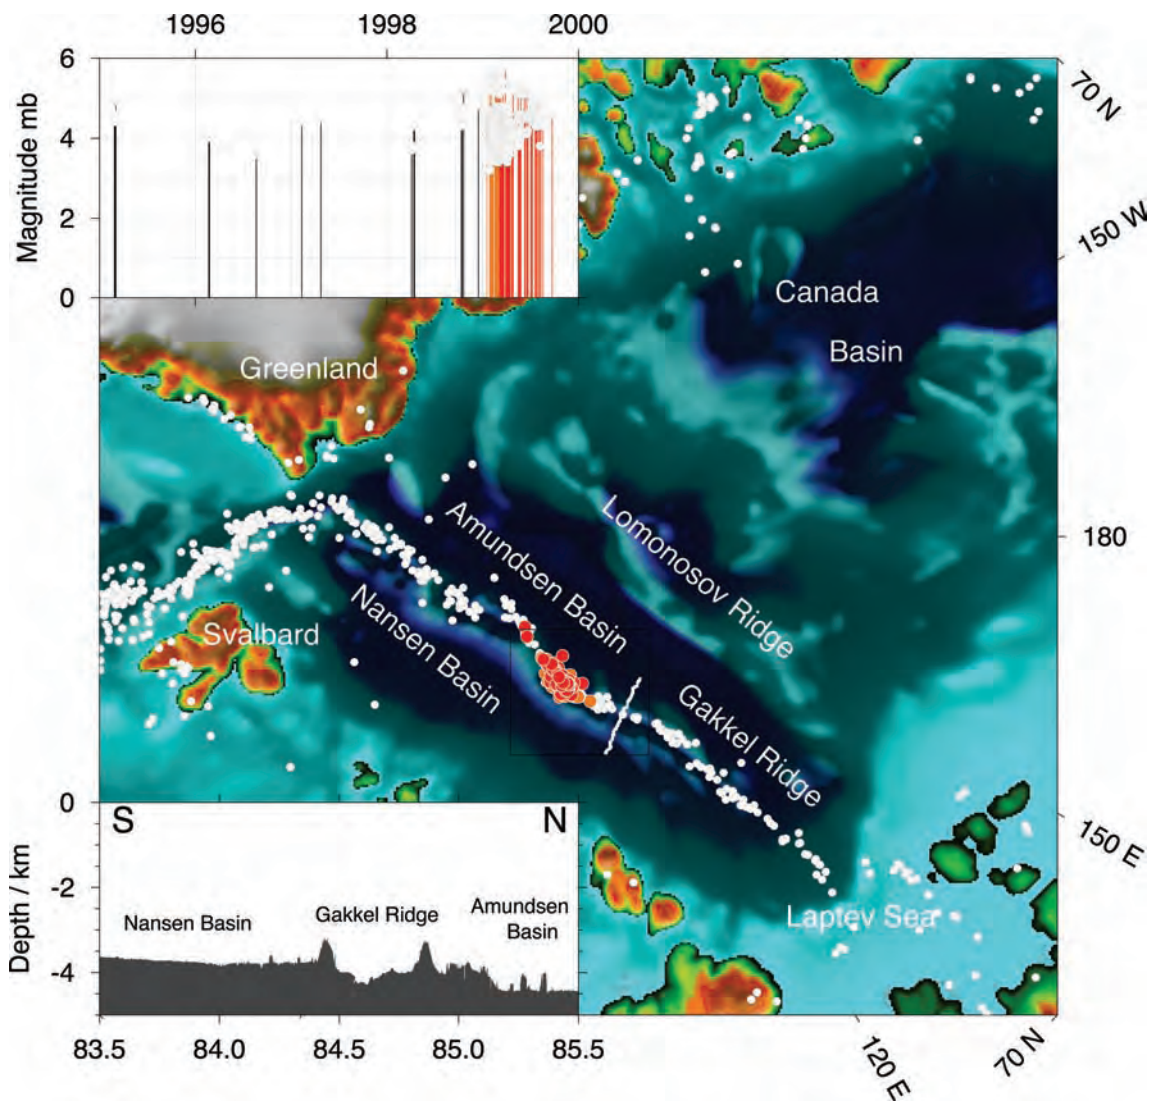 1996
1998
2000
6
4
2
0
Magnitude mb
70 N
150 W
180
150 E
120 E
70 N
Canada
Basin
Greenland
Lomonosov Ridge
Amundsen Basin
Nansen Basin
Svalbard
Gakkel Ridge
Laptev Sea
0
-2
-4
Depth / km
S
N
Nansen Basin
Gakkel Ridge
Amundsen
Basin
83.5
84.0
84.5
85.0
85.5